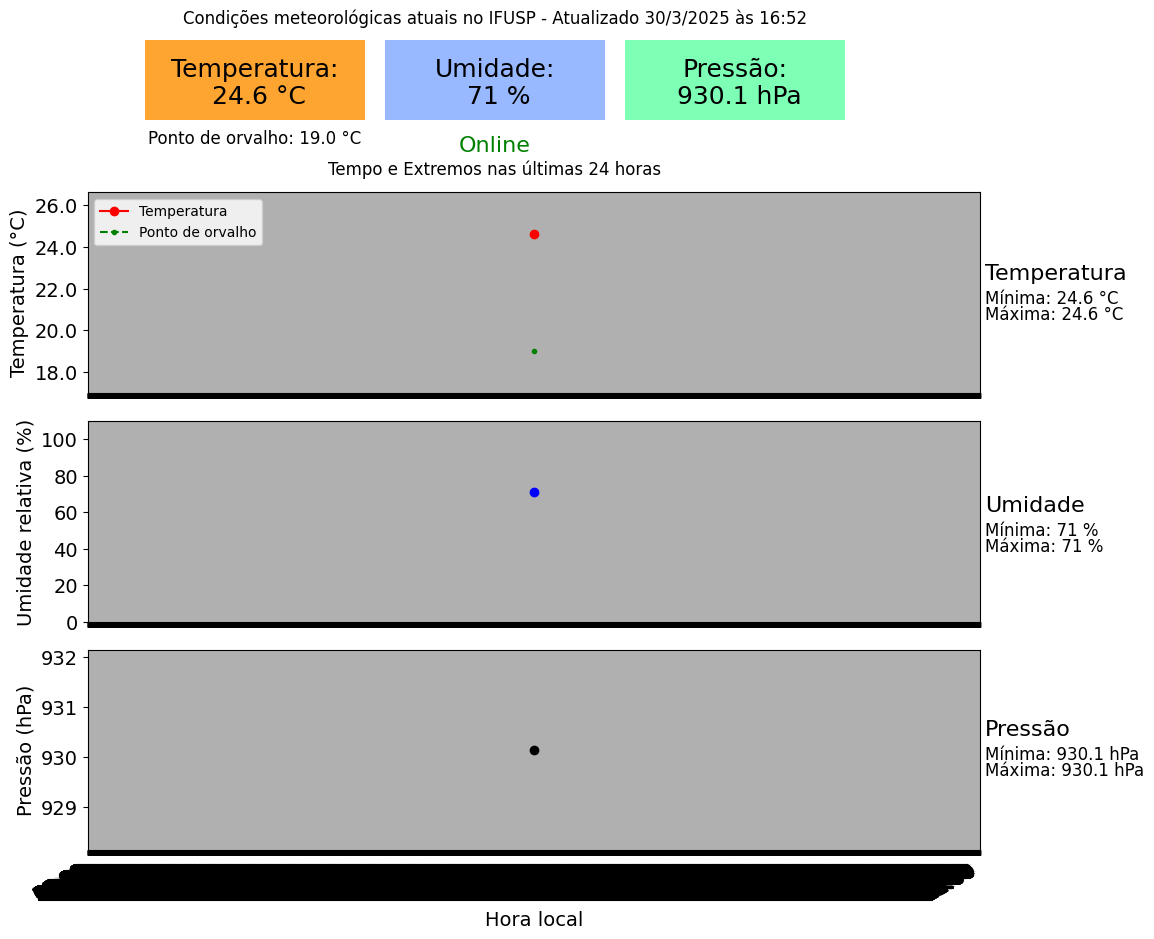 Condições meteorológicas atuais no IFUSP - Atualizado 30/3/2025 às 16:52
Temperatura:
24.6 °C
Umidade:
71 %
Pressão:
930.1 hPa
Ponto de orvalho: 19.0 °C
Online
Tempo e Extremos nas últimas 24 horas
Temperatura (°C)
26.0
24.0
22.0
20.0
18.0
Temperatura
Ponto de orvalho
Temperatura
Mínima: 24.6 °C
Máxima: 24.6 °C
Umidade relativa (%)
100
80
60
40
20
0
Umidade
Mínima: 71 %
Máxima: 71 %
Pressão (hPa)
932
931
930
929
Pressão
Mínima: 930.1 hPa
Máxima: 930.1 hPa
Hora local